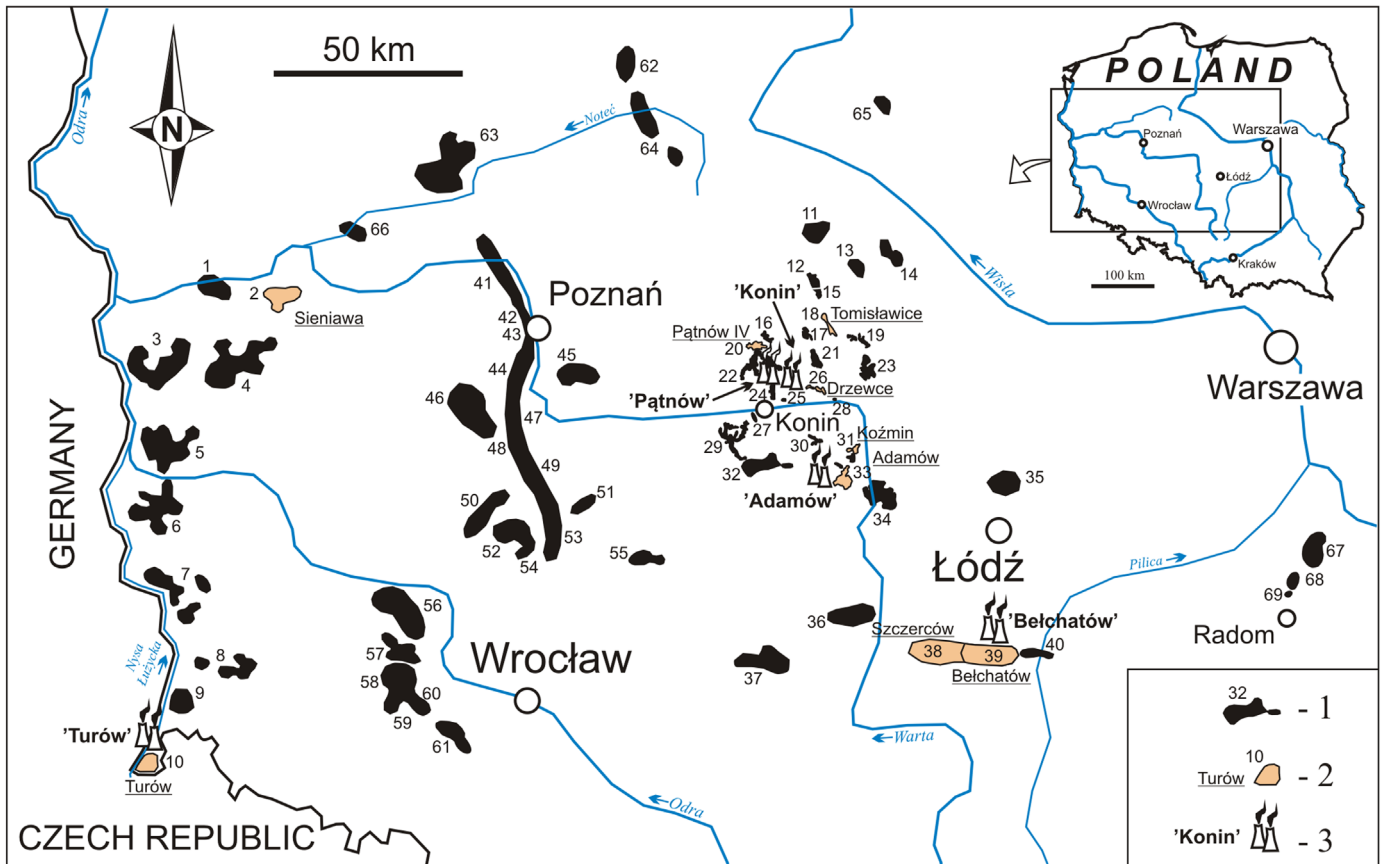 50 km
N
Odra
GERMANY
CZECH REPUBLIC
POLAND
Poznań
Warszawa
Łódź
Wrocław
Kraków
100 km
62
Noteć
63
64
65
66
1
2
Sieniawa
3
4
5
6
7
8
9
Nysa
Łużycka
'Turów'
10
Turów
41
42
43
Poznań
44
45
46
47
48
49
50
51
52
53
54
55
56
57
58
59
60
61
Wrocław
Odra
11
12
13
14
15
'Konin'
16
17
18
Tomisławice
19
Pątnów IV
20
21
22
23
24
25
26
Drzewce
'Pątnów'
27
Konin
28
29
30
31
Koźmin
Adamów
32
33
'Adamów'
34
35
Łódź
36
37
Szczerców
38
39
'Bełchatów'
40
Bełchatów
Warta
Wisła
Warszawa
Pilica
67
68
69
Radom
32
- 1
10
Turów
- 2
'Konin'
- 3